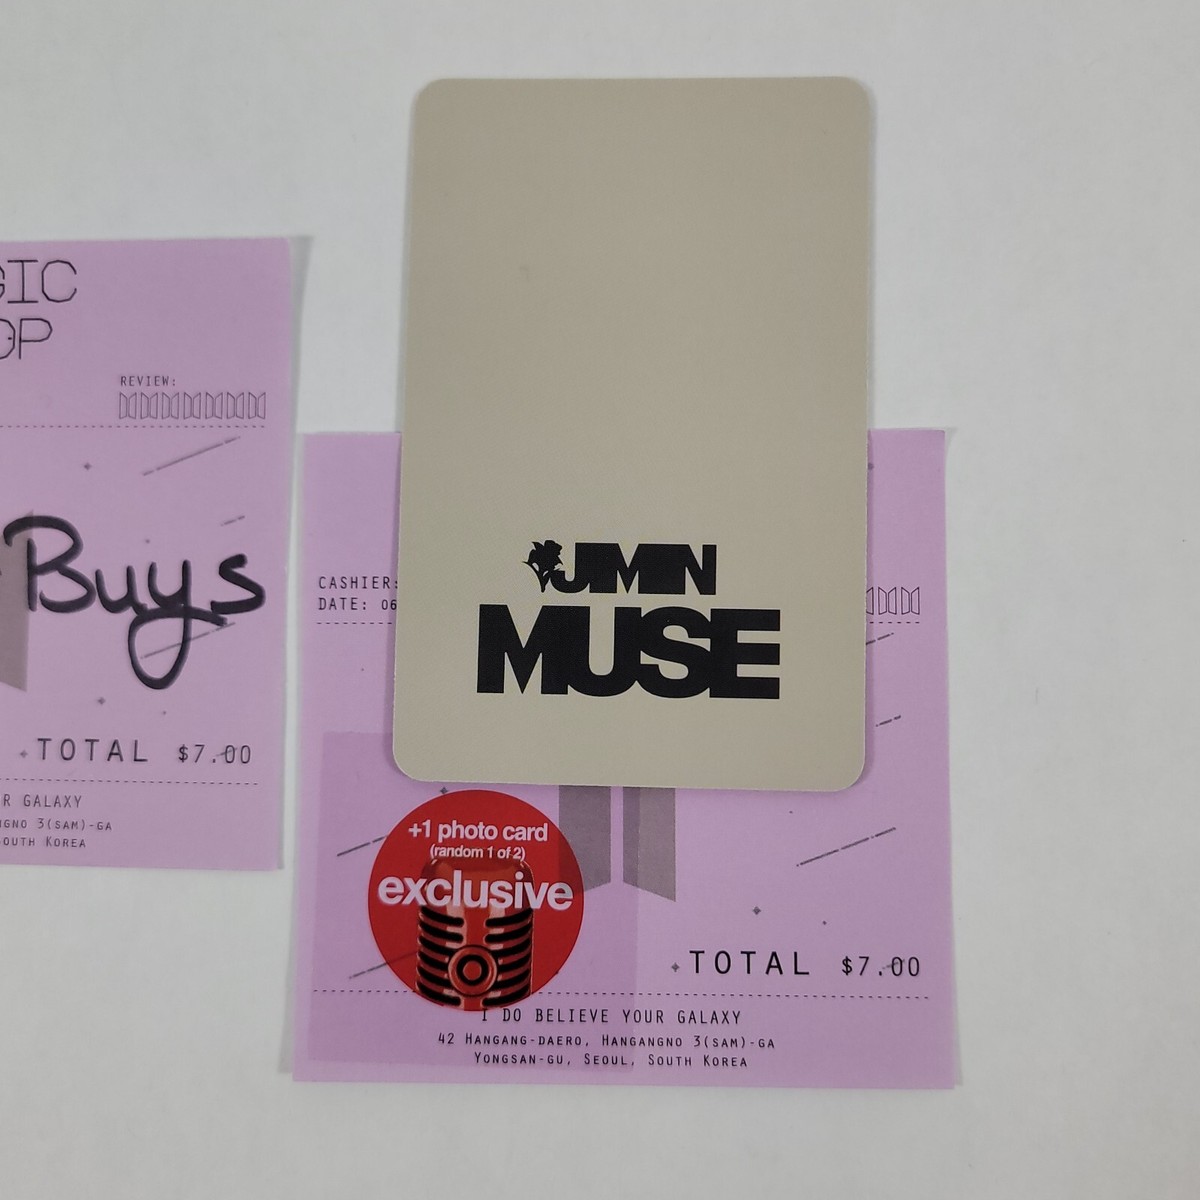 GIC
OP
REVIEW:
Buys
TOTAL $7.00
R GALAXY
GNO 3(SAM)-GA
OUTH KOREA
JIMIN
MUSE
CASHIER:
DATE: 06
+1 photo card
(random 1 of 2)
exclusive
TOTAL $7.00
I DO BELIEVE YOUR GALAXY
42 HANGANG-DAERO, HANGANGNO 3(SAM)-GA
YONGSAN-GU, SEOUL, SOUTH KOREA